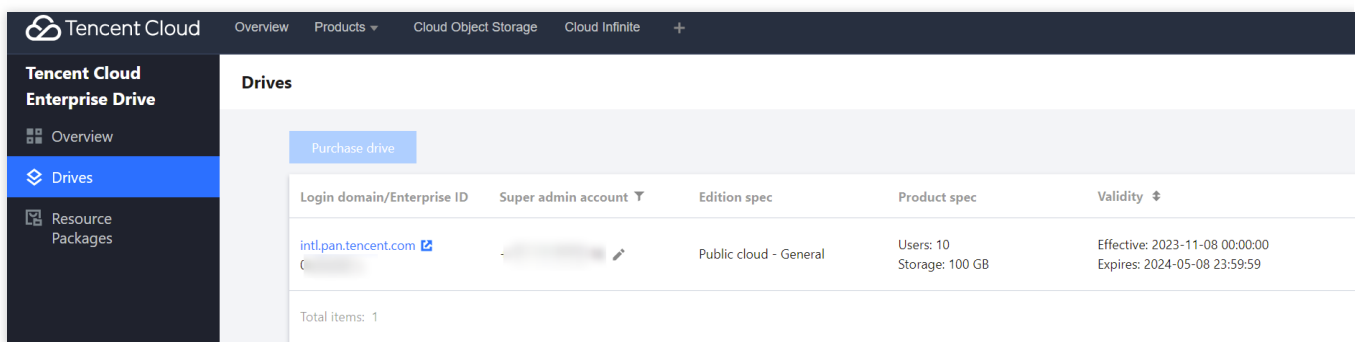 Tencent Cloud
Overview Products Cloud Object Storage Cloud Infinite +
Tencent Cloud
Enterprise Drive
Overview
Drives
Resource
Packages
Drives
Purchase drive
Login domain/Enterprise ID Super admin account Edition spec Product spec Validity
intl.pan.tencent.com Public cloud - General Users: 10 Effective: 2023-11-08 00:00:00
Storage: 100 GB Expires: 2024-05-08 23:59:59
Total items: 1